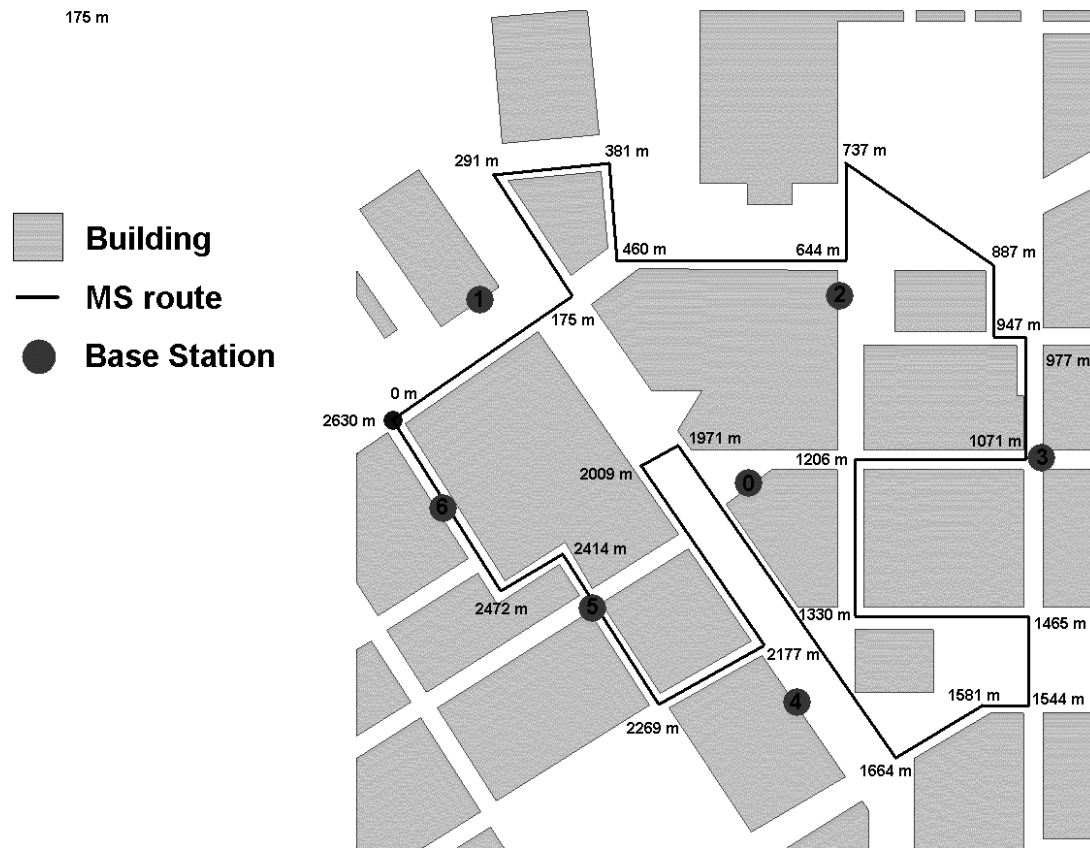 175 m
737 m
381 m
291 m
Building
460 m
644 m
887 m
MS route
1
2
175 m
947 m
Base Station
977 m
0 m
2630 m
1971 m
1071 m
1206 m
3
2009 m
0
6
2414 m
2472 m
5
1330 m
1465 m
2177 m
1581 m
1544 m
4
2269 m
1664 m